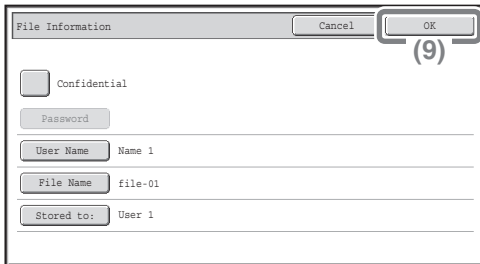 File Information Cancel OK
(9)
Confidential
Password
User Name Name 1
File Name file-01
Stored to: User 1